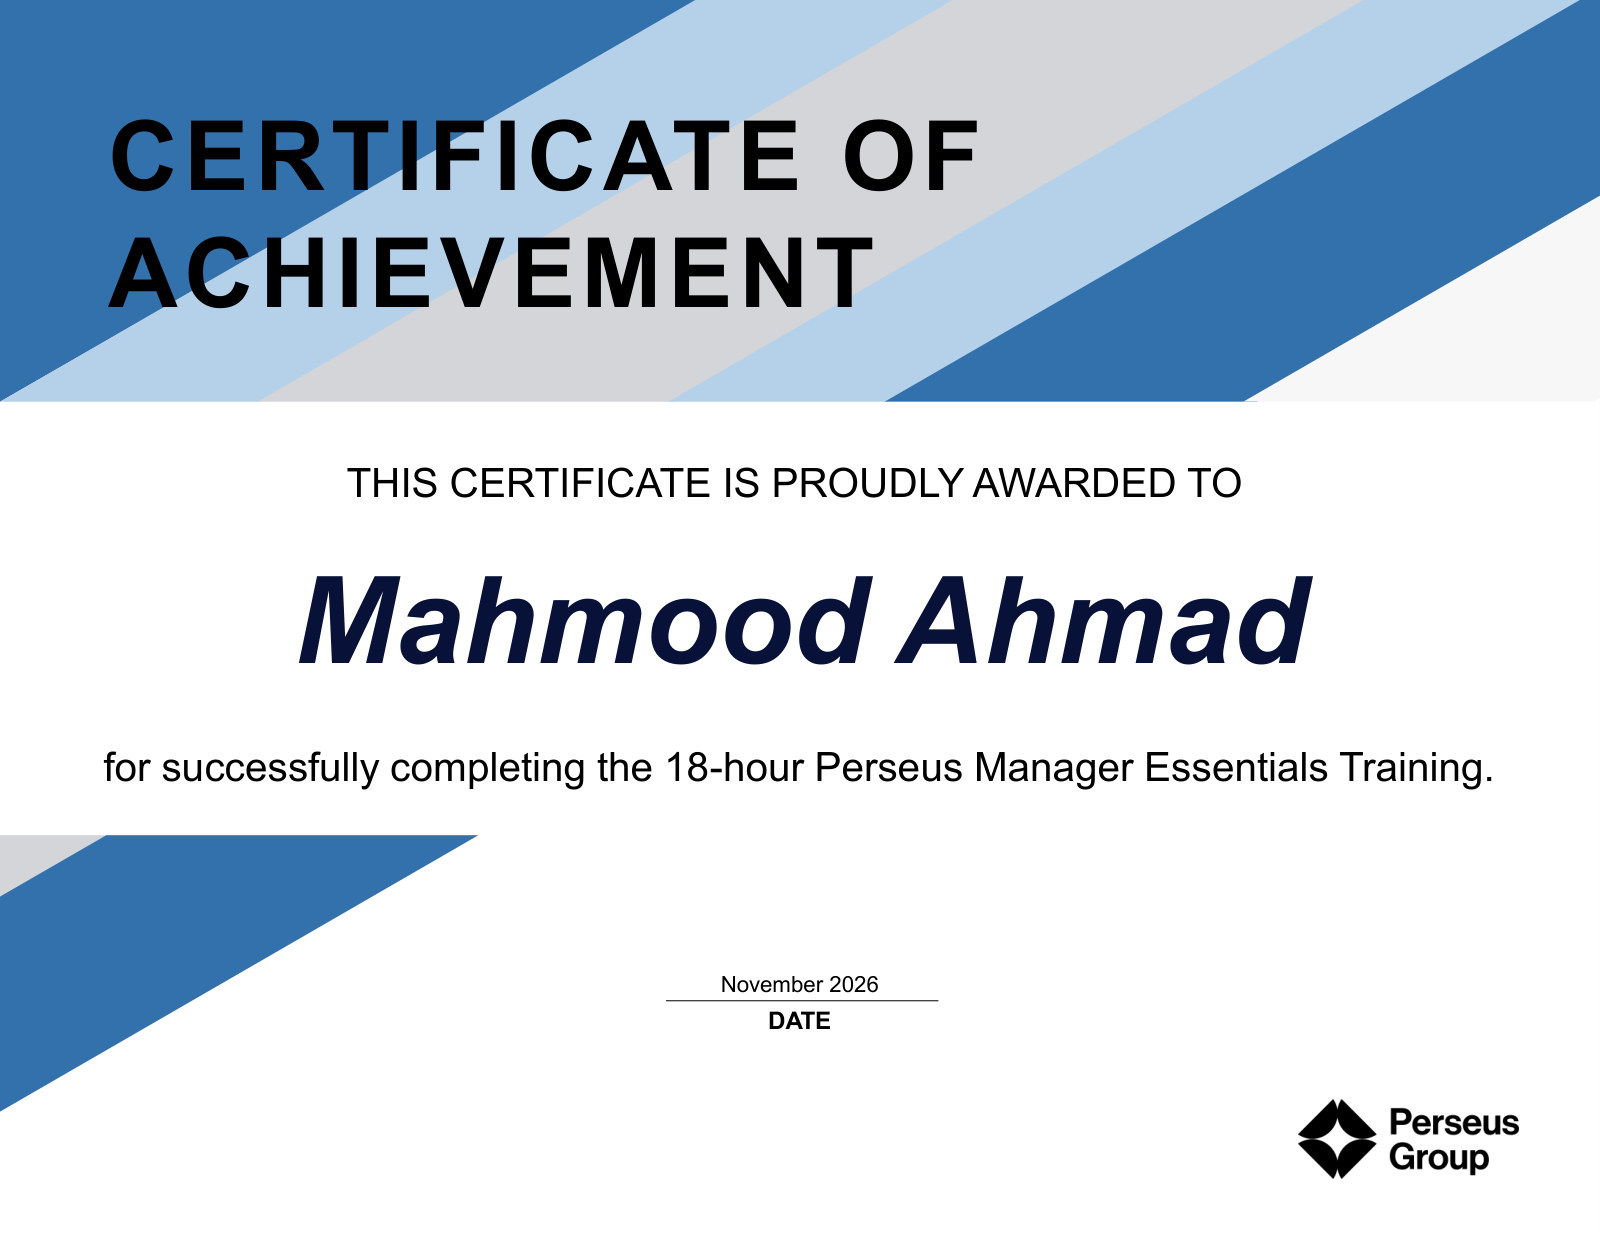 CERTIFICATE OF
ACHIEVEMENT
THIS CERTIFICATE IS PROUDLY AWARDED TO
Mahmood Ahmad
for successfully completing the 18-hour Perseus Manager Essentials Training.
November 2026
DATE
Perseus
Group